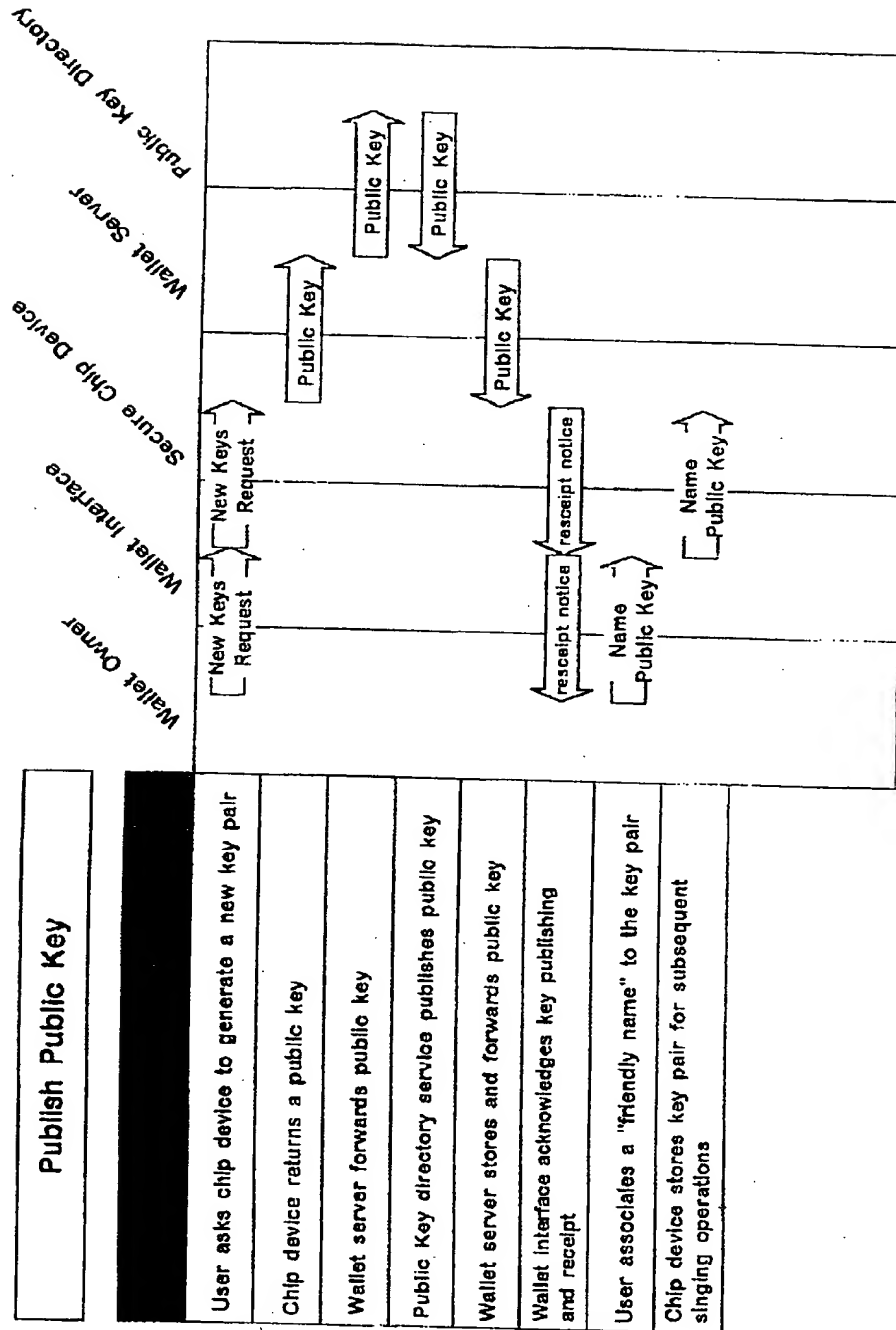 Publish Public Key
Wallet Owner
Wallet Interface
Secure Chip Device
Wallet Server
Public Key Directory
User asks chip device to generate a new key pair
New Keys
Request
New Keys
Request
Chip device returns a public key
Public Key
Wallet server forwards public key
Public Key
Public Key directory service publishes public key
Public Key
Wallet server stores and forwards public key
Public Key
Wallet interface acknowledges key publishing
and receipt
resceipt notice
resceipt notice
User associales a "friendly name" to the key pair
Name
Public Key
Chip device stores key pair for subsequent
singing operations
Name
Public Key